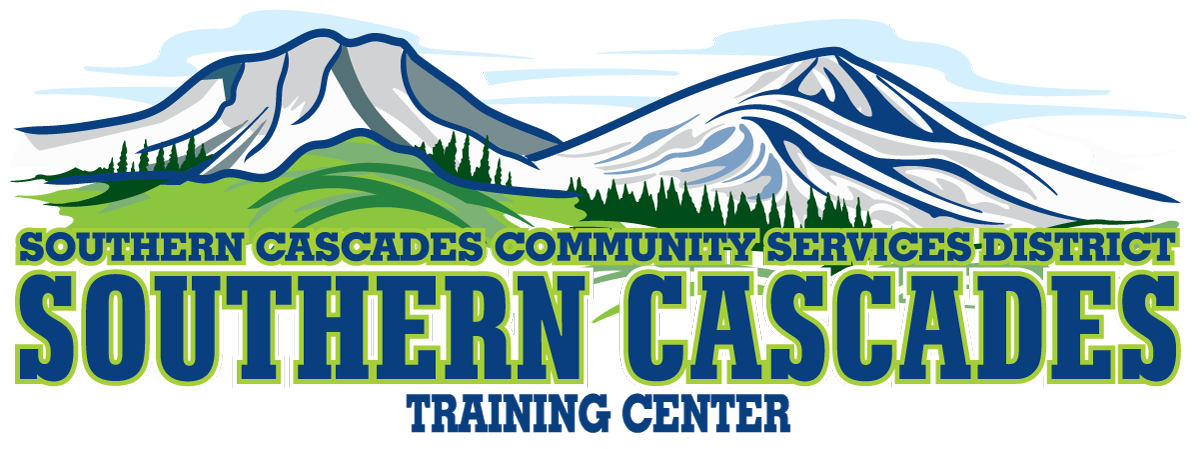 SOUTHERN CASCADES COMMUNITY SERVICES DISTRICT
SOUTHERN CASCADES
TRAINING CENTER